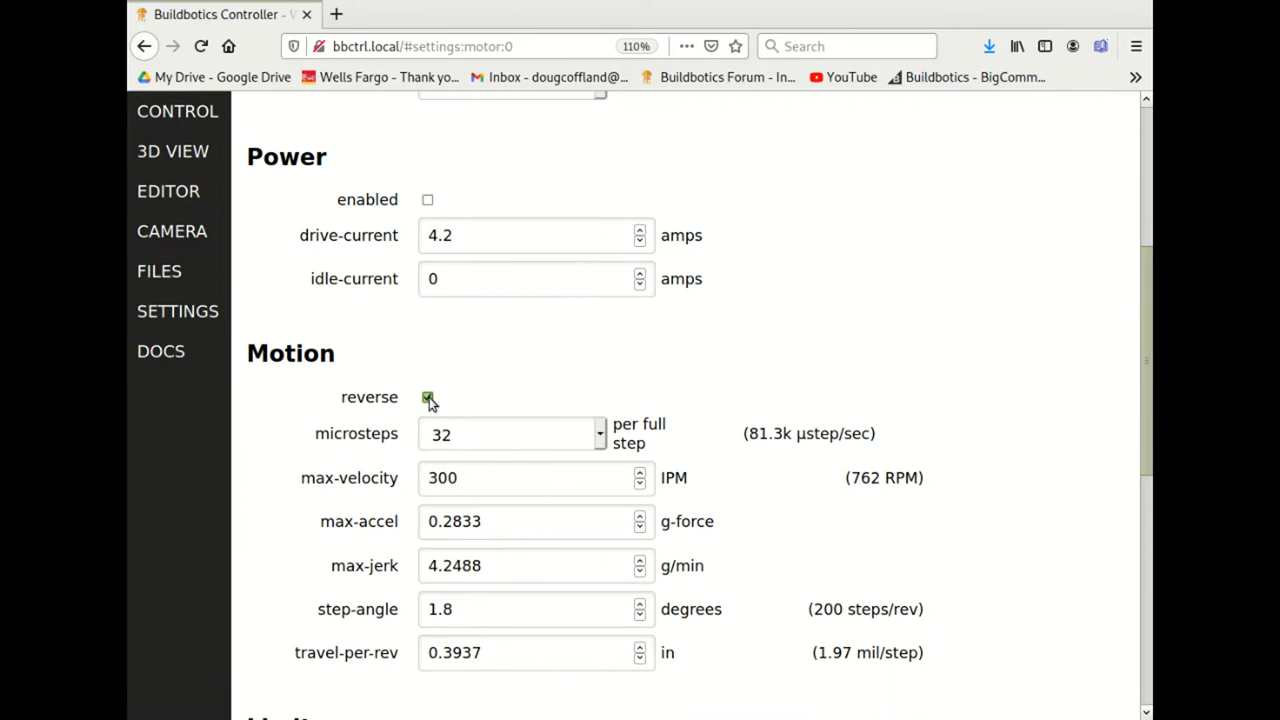 Buildbotics Controller - V
bbctrl.local/#settings:motor:0
110%
Search
My Drive - Google Drive
Wells Fargo - Thank yo...
Inbox - dougcoffland@...
Buildbotics Forum - In...
YouTube
Buildbotics - BigComm...
CONTROL
3D VIEW
EDITOR
CAMERA
FILES
SETTINGS
DOCS
Power
enabled
drive-current 4.2 amps
idle-current 0 amps
Motion
reverse
microsteps 32 per full step (81.3k µstep/sec)
max-velocity 300 IPM (762 RPM)
max-accel 0.2833 g-force
max-jerk 4.2488 g/min
step-angle 1.8 degrees (200 steps/rev)
travel-per-rev 0.3937 in (1.97 mil/step)